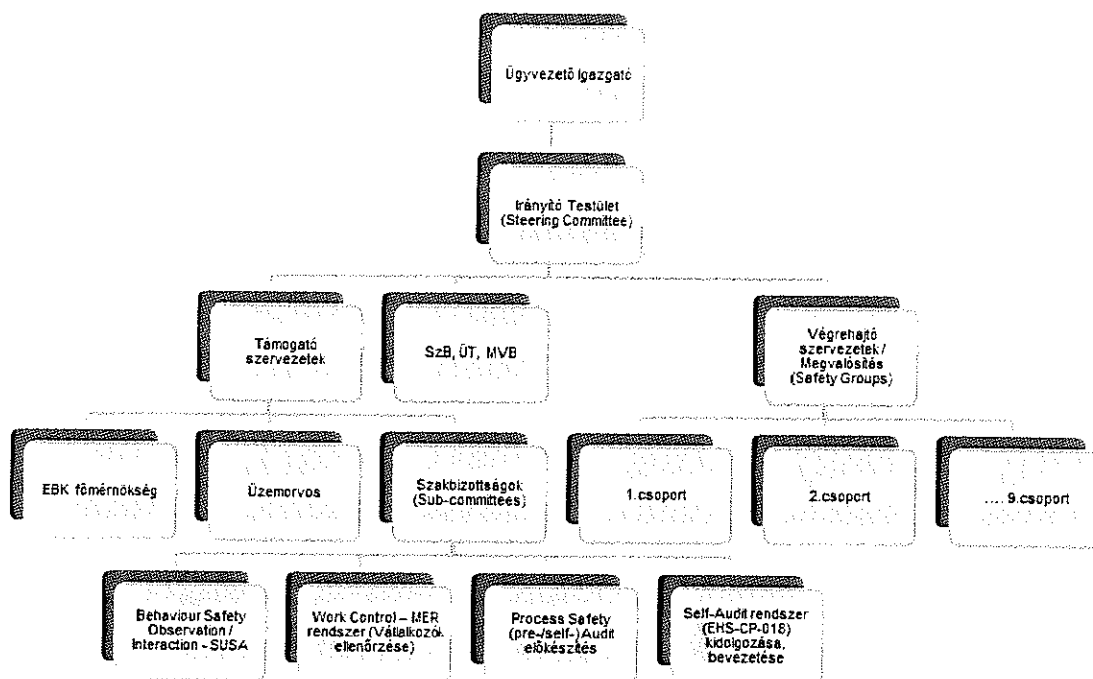 Ügyvezető Igazgató
Irányító Testület
(Steering Committee)
Támogató
szervezetek
SzB, ÜT, MVB
Végrehajtó
szervezetek /
Megvalósítás
(Safety Groups)
EBK főmérnökség
Üzemorvos
Szakbizottságok
(Sub-committees)
1.csoport
2.csoport
.... 9.csoport
Behaviour Safety
Observation /
Interaction - SUSA
Work Control – MER
rendszer (Vállalkozók
ellenőrzése)
Process Safety
(pre-/self-) Audit
előkészítés
Self-Audit rendszer
(EHS-CP-018)
kidolgozása,
bevezetése